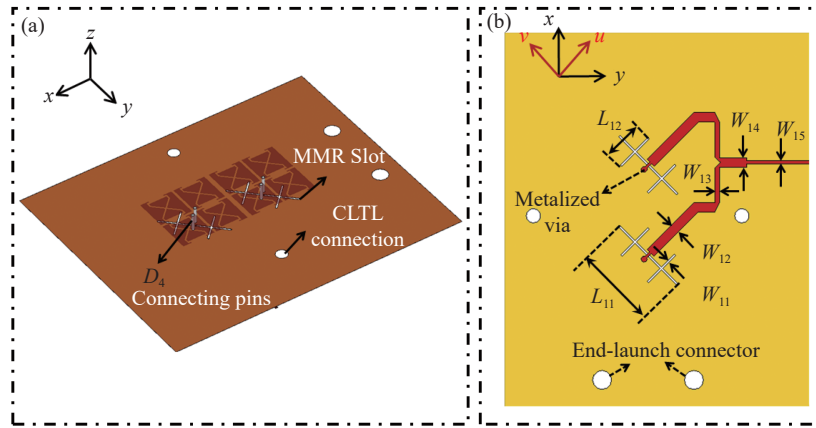 (a)
z
x
y
MMR Slot
CLTL
connection
D₄
Connecting pins
(b)
x
v
u
y
L₁₂
W₁₄
W₁₅
W₁₃
Metalized
via
W₁₂
W₁₁
L₁₁
End-launch connector